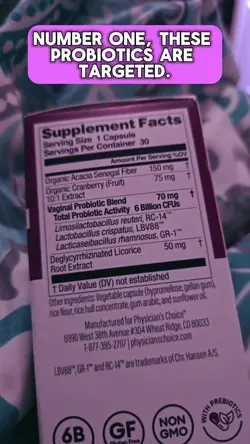 NUMBER ONE, THESE
PROBIOTICS ARE
TARGETED.
Supplement Facts
Serving Size 1 Capsule
Servings Per Container 30
Amount Per Serving %DV
Organic Acacia Senegal Fiber 150 mg †
Organic Cranberry (Fruit) 75 mg †
10:1 Extract
Vaginal Probiotic Blend 70 mg †
Total Probiotic Activity 6 Billion CFUs
Limosilactobacillus reuteri, RC-14™
Lactobacillus crispatus, LBV88™
Lacticaseibacillus rhamnosus, GR-1™
Deglycyrrhizinated Licorice 50 mg †
Root Extract
† Daily Value (DV) not established
Other ingredients: Vegetable capsule (hypromellose, gellan gum),
rice flour, rice hull concentrate, gum arabic, and sunflower oil.
Manufactured for Physician's Choice®
6990 West 38th Avenue #304 Wheat Ridge, CO 80033
1-877-395-2707 | physicianschoice.com
LBV88™, GR-1™ and RC-14™ are trademarks of Chr. Hansen A/S.
6B
GF
NON
GMO
WITH PREBIOTICS